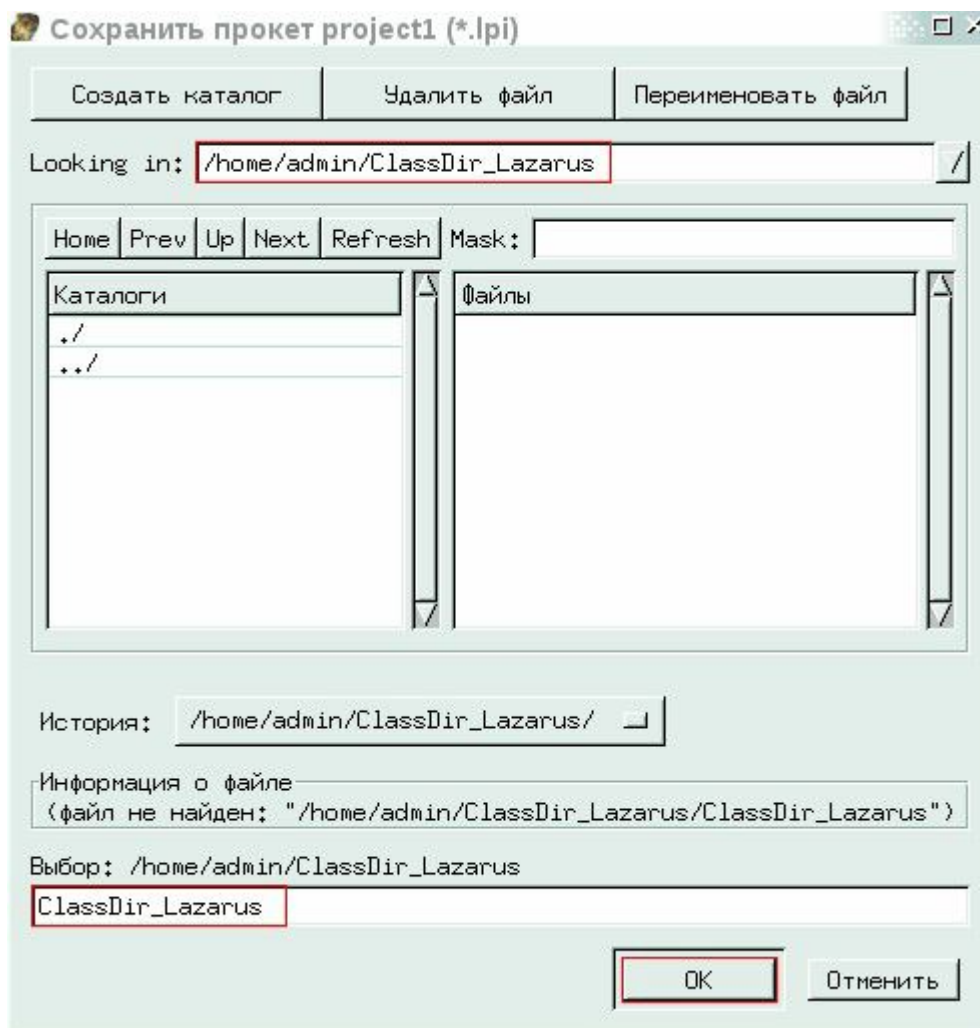 Сохранить прокет project1 (*.lpi)
Создать каталог Удалить файл Переименовать файл
Looking in: /home/admin/ClassDir_Lazarus /
Home Prev Up Next Refresh Mask:
Каталоги Файлы
./
../
История: /home/admin/ClassDir_Lazarus/
Информация о файле
(файл не найден: "/home/admin/ClassDir_Lazarus/ClassDir_Lazarus")
Выбор: /home/admin/ClassDir_Lazarus
ClassDir_Lazarus
OK Отменить